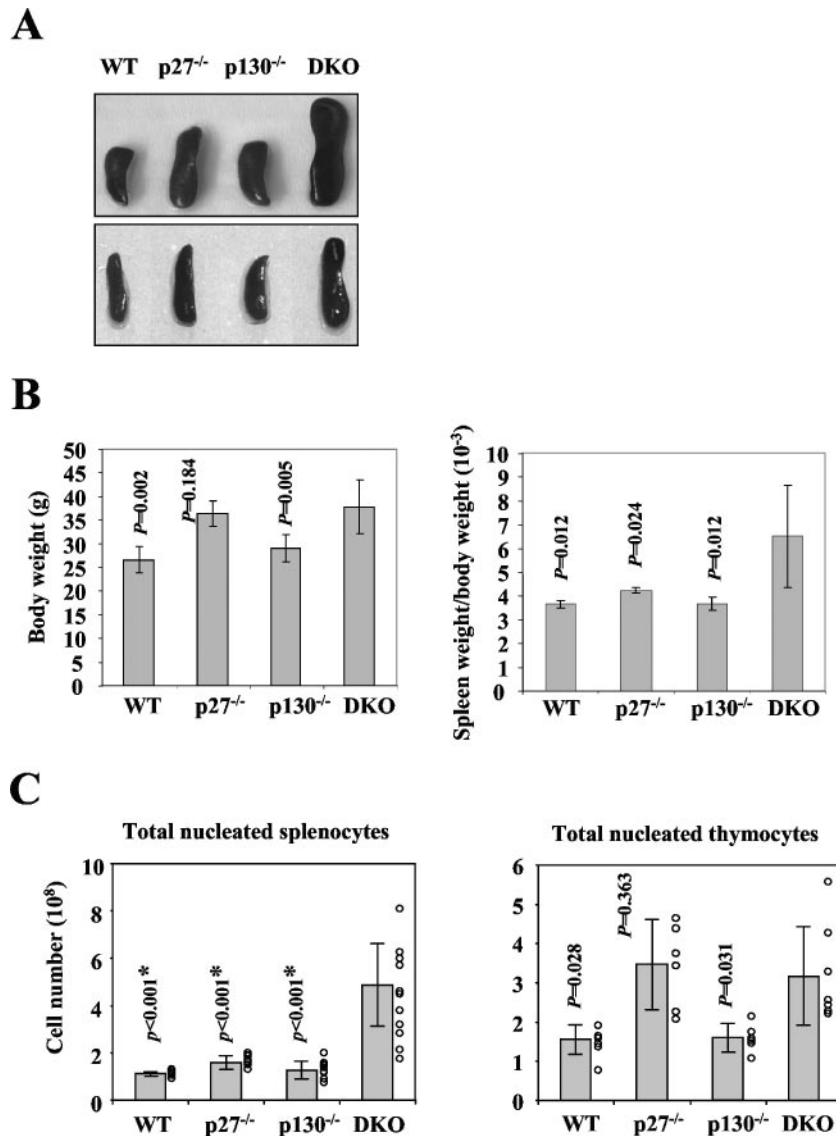 A
WT p27-/- p130-/- DKO
B
Body weight (g)
50
45
40
35
30
25
20
15
10
5
0
P=0.002
P=0.184
P=0.005
WT p27-/- p130-/- DKO
Spleen weight/body weight (10-3)
10
9
8
7
6
5
4
3
2
1
0
P=0.012
P=0.024
P=0.012
WT p27-/- p130-/- DKO
C
Total nucleated splenocytes
Cell number (108)
10
8
6
4
2
0
p<0.001*
p<0.001*
p<0.001*
WT p27-/- p130-/- DKO
Total nucleated thymocytes
6
5
4
3
2
1
0
P=0.028
P=0.363
P=0.031
WT p27-/- p130-/- DKO